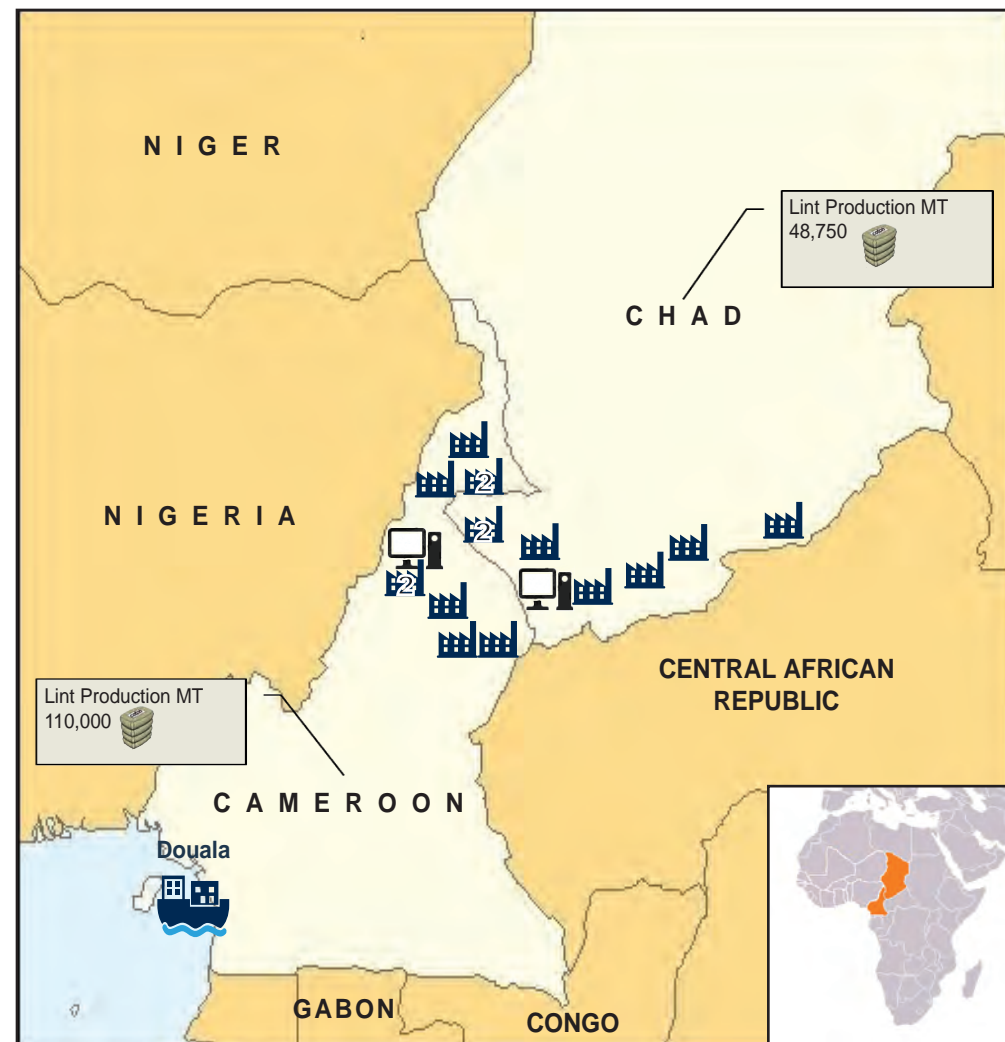 NIGER
Lint Production MT
48,750
CHAD
2
NIGERIA
2
2
CENTRAL AFRICAN
REPUBLIC
Lint Production MT
110,000
CAMEROON
Douala
GABON
CONGO